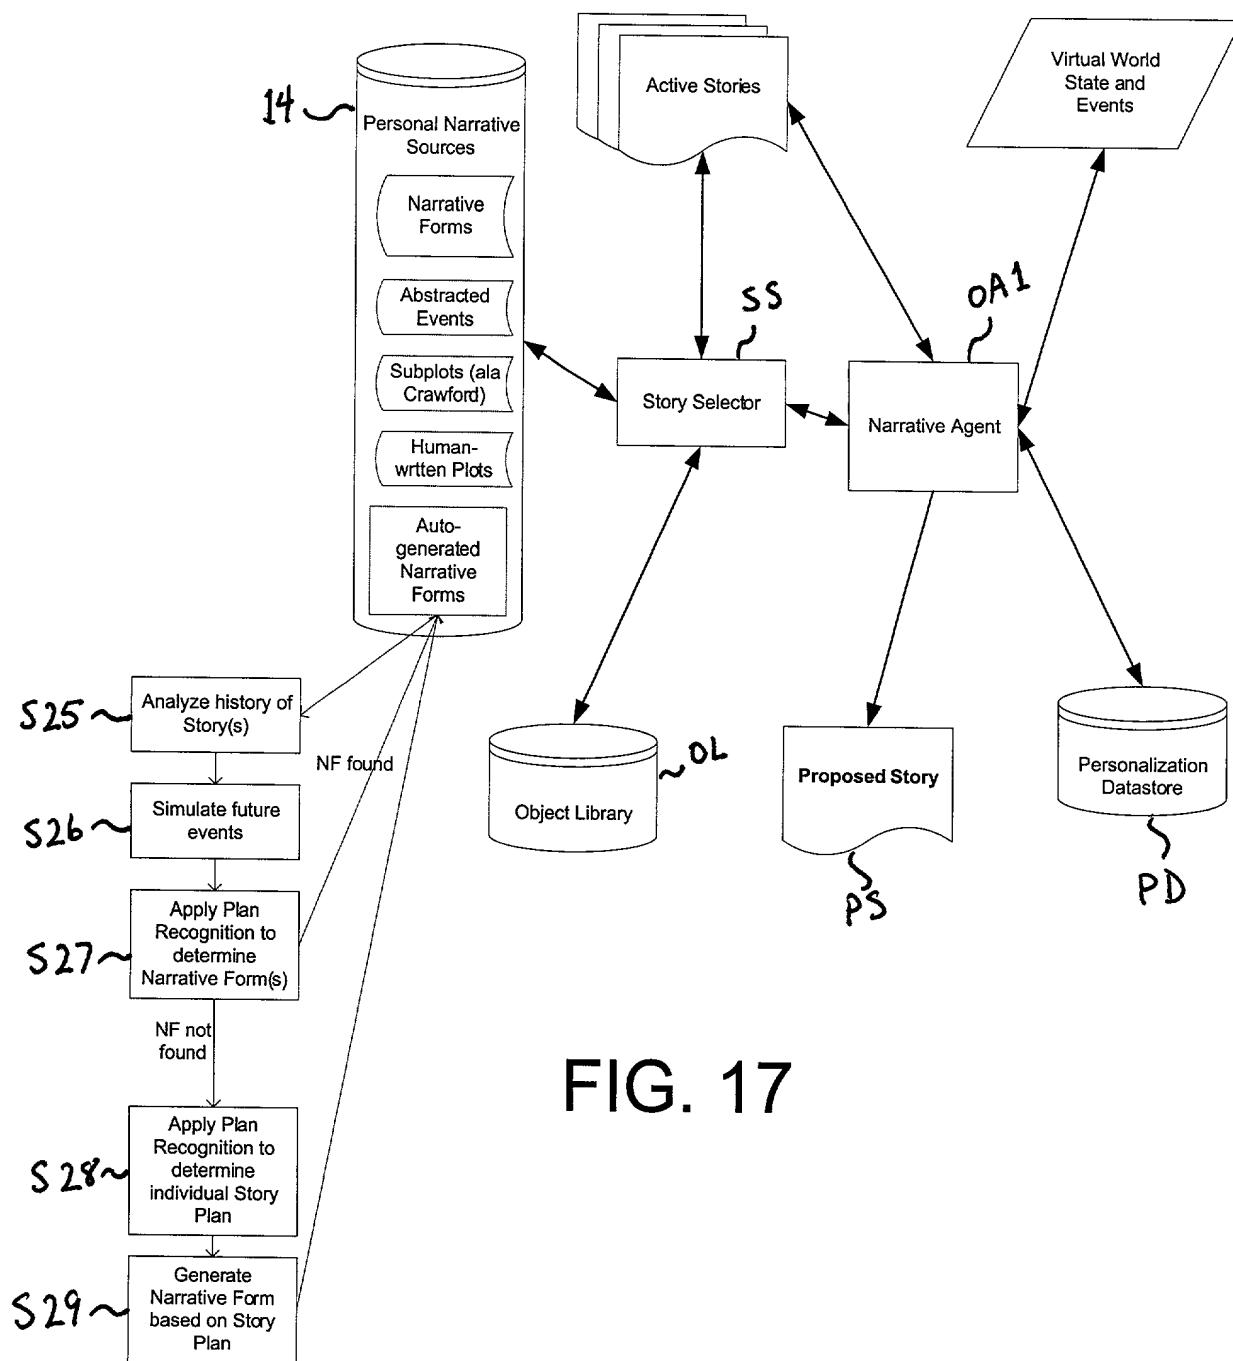 14
Personal Narrative
Sources
Narrative
Forms
Abstracted
Events
Subplots (ala
Crawford)
Human-
wrtten Plots
Auto-
generated
Narrative
Forms
Active Stories
Virtual World
State and
Events
SS
Story Selector
OA1
Narrative Agent
S25
Analyze history of
Story(s)
NF found
S26
Simulate future
events
S27
Apply Plan
Recognition to
determine
Narrative Form(s)
NF not
found
S28
Apply Plan
Recognition to
determine
individual Story
Plan
S29
Generate
Narrative Form
based on Story
Plan
OL
Object Library
Proposed Story
PS
Personalization
Datastore
PD
FIG. 17